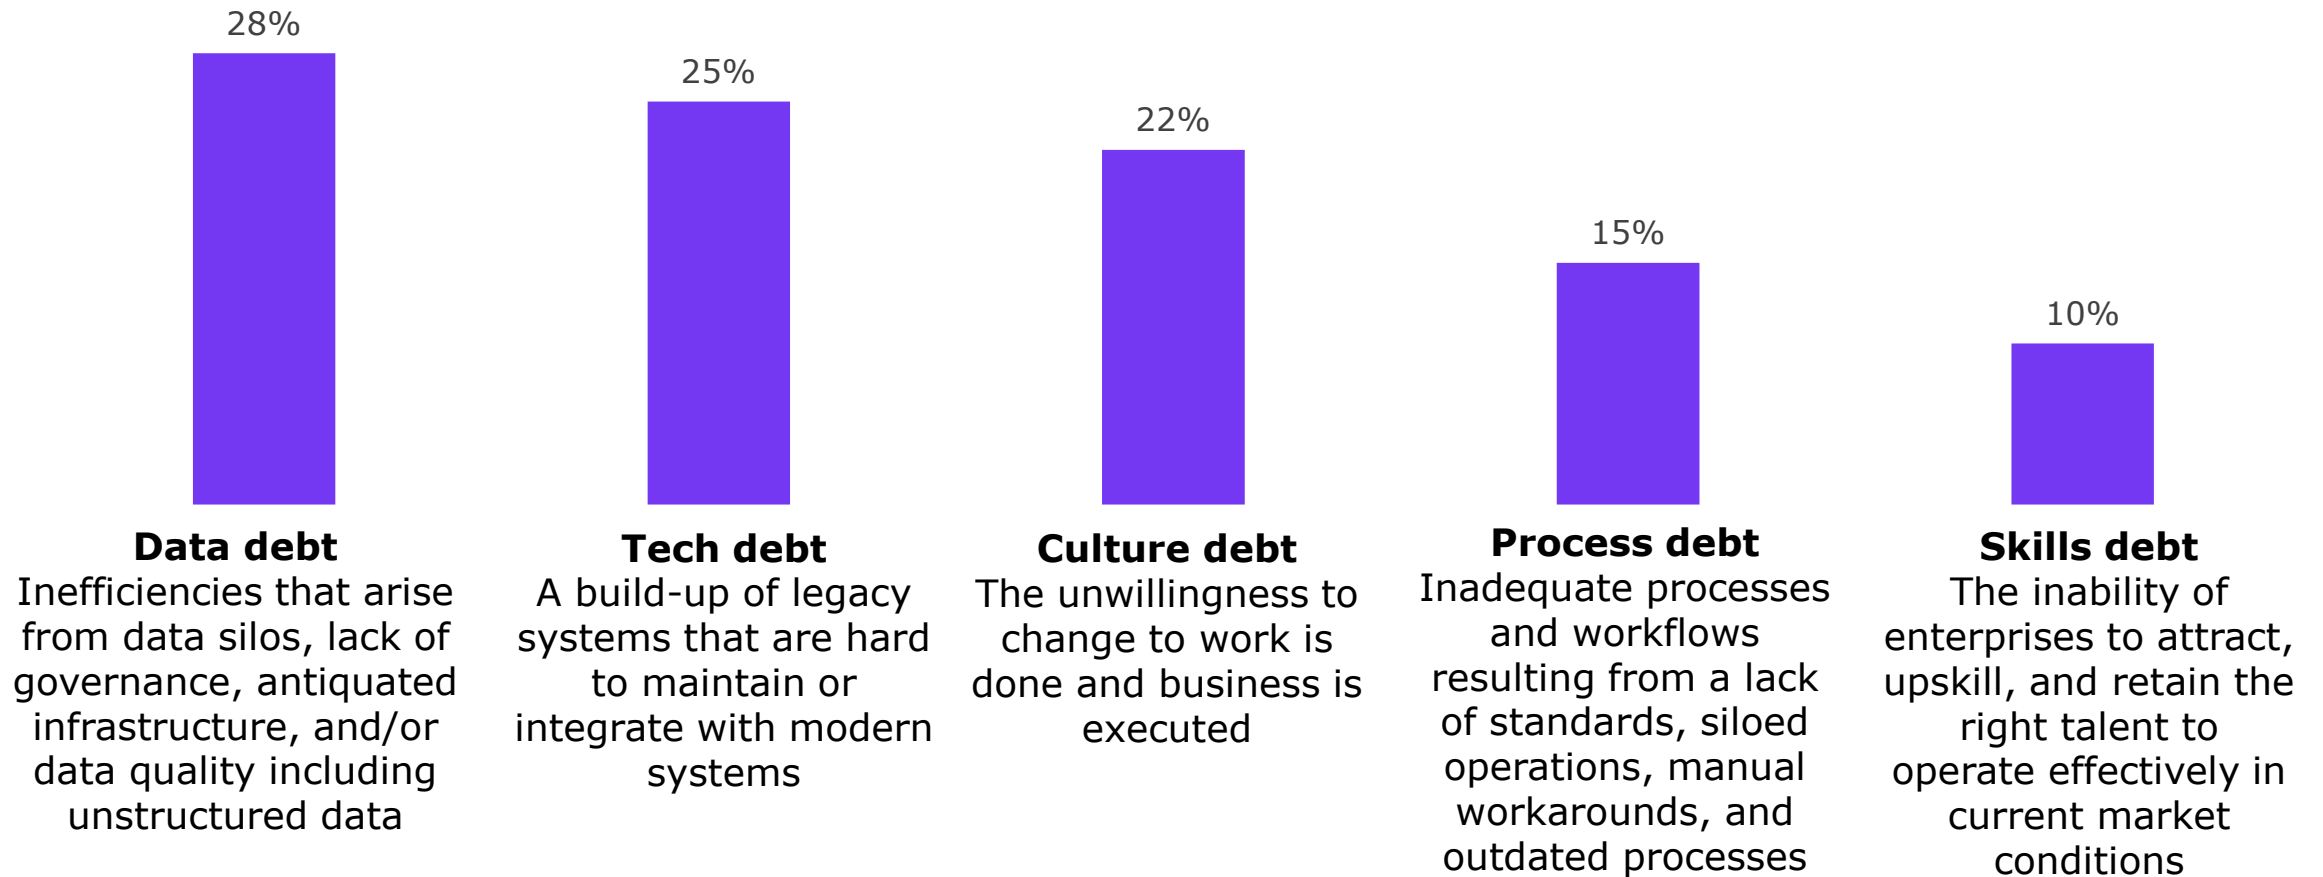 28%
25%
22%
15%
10%
Data debt
Inefficiencies that arise
from data silos, lack of
governance, antiquated
infrastructure, and/or
data quality including
unstructured data
Tech debt
A build-up of legacy
systems that are hard
to maintain or
integrate with modern
systems
Culture debt
The unwillingness to
change to work is
done and business is
executed
Process debt
Inadequate processes
and workflows
resulting from a lack
of standards, siloed
operations, manual
workarounds, and
outdated processes
Skills debt
The inability of
enterprises to attract,
upskill, and retain the
right talent to
operate effectively in
current market
conditions